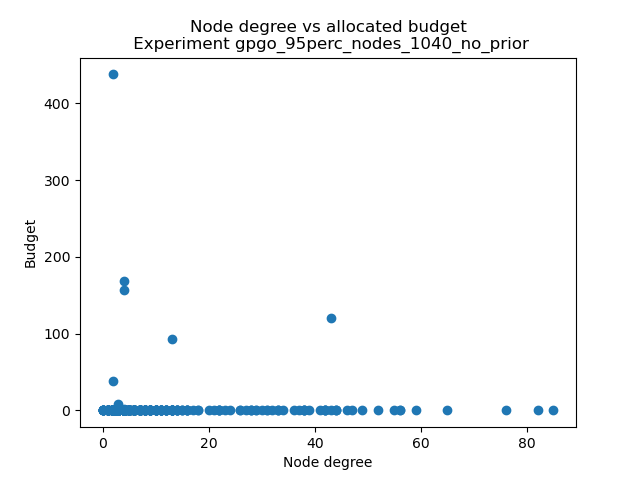 Node degree vs allocated budget
Experiment gpgo_95perc_nodes_1040_no_prior
400
300
200
100
0
Budget
0 20 40 60 80
Node degree